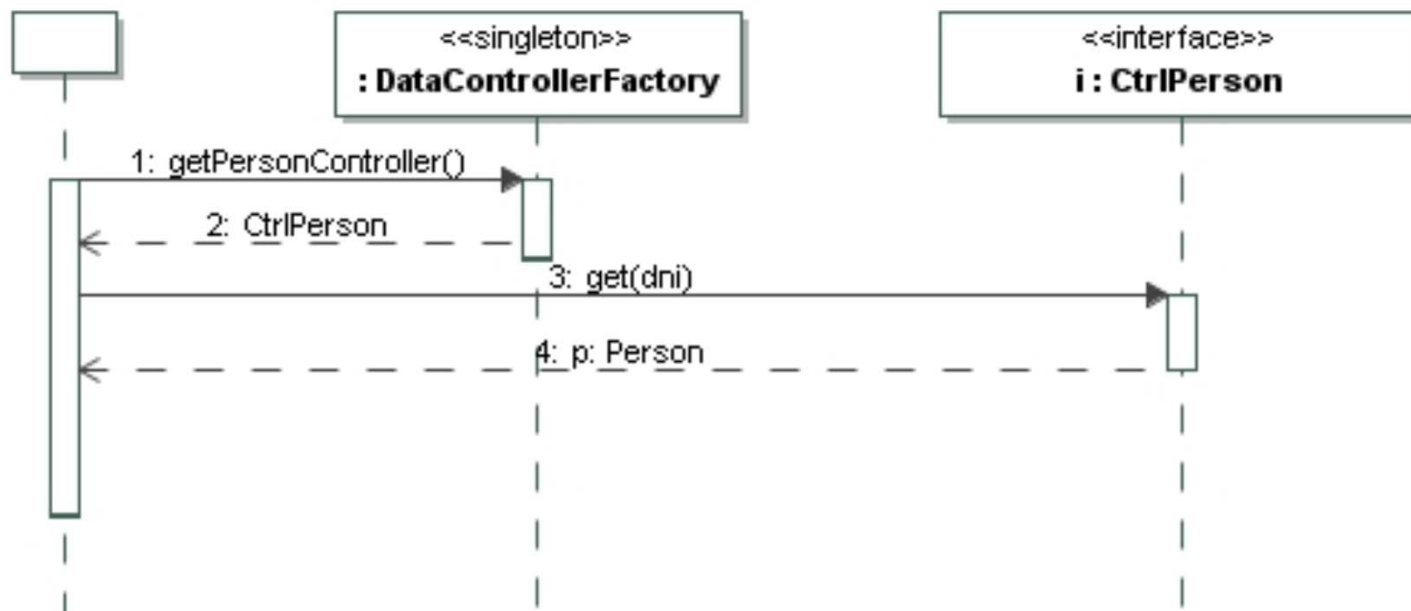 <<singleton>>
: DataControllerFactory
<<interface>>
i : CtrlPerson
1: getPersonController()
2: CtrlPerson
3: get(dni)
4: p: Person